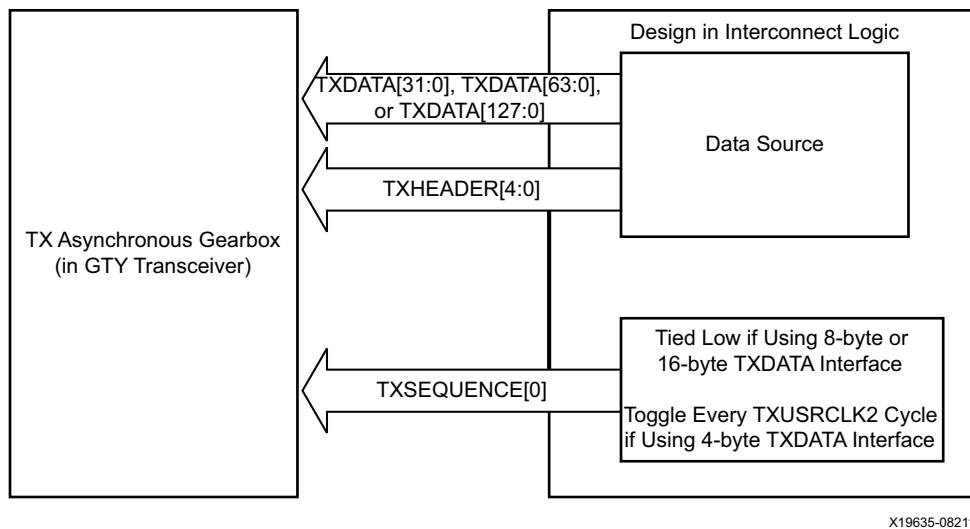 Design in Interconnect Logic
TXDATA[31:0], TXDATA[63:0],
or TXDATA[127:0]
Data Source
TXHEADER[4:0]
TX Asynchronous Gearbox
(in GTY Transceiver)
Tied Low if Using 8-byte or
16-byte TXDATA Interface
TXSEQUENCE[0]
Toggle Every TXUSRCLK2 Cycle
if Using 4-byte TXDATA Interface